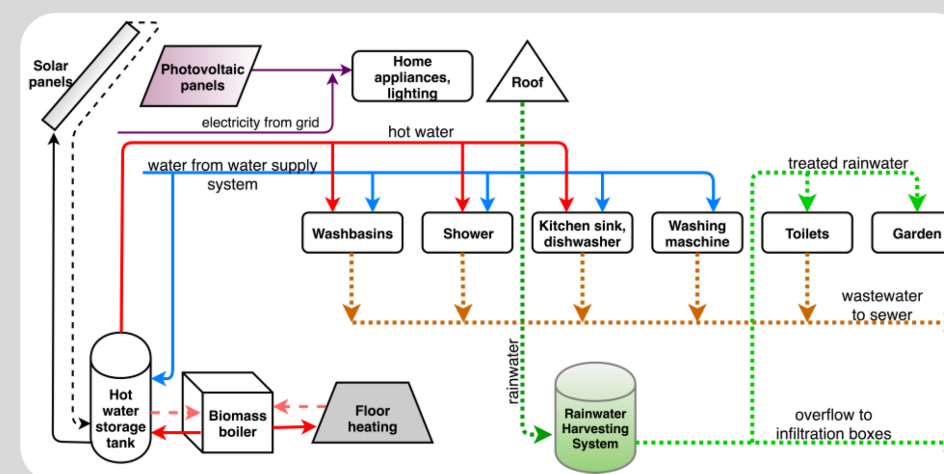 Solar
panels
Photovoltaic
panels
Home
appliances,
lighting
Roof
electricity from grid
hot water
water from water supply
system
treated rainwater
Washbasins
Shower
Kitchen sink,
dishwasher
Washing
maschine
Toilets
Garden
wastewater
to sewer
rainwater
Hot
water
storage
tank
Biomass
boiler
Floor
heating
Rainwater
Harvesting
System
overflow to
infiltration boxes